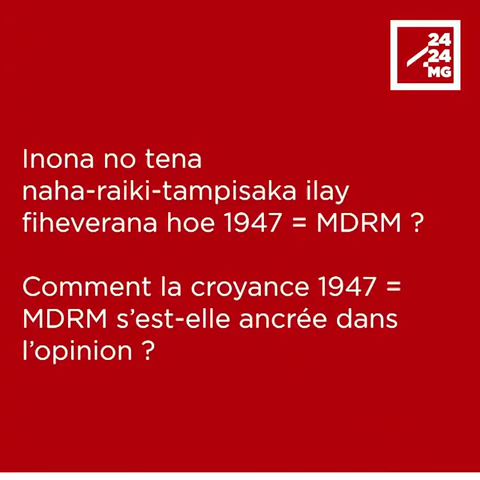 24
24
MG
Inona no tena
naha-raiki-tampisaka ilay
fiheverana hoe 1947 = MDRM ?
Comment la croyance 1947 =
MDRM s'est-elle ancrée dans
l'opinion ?